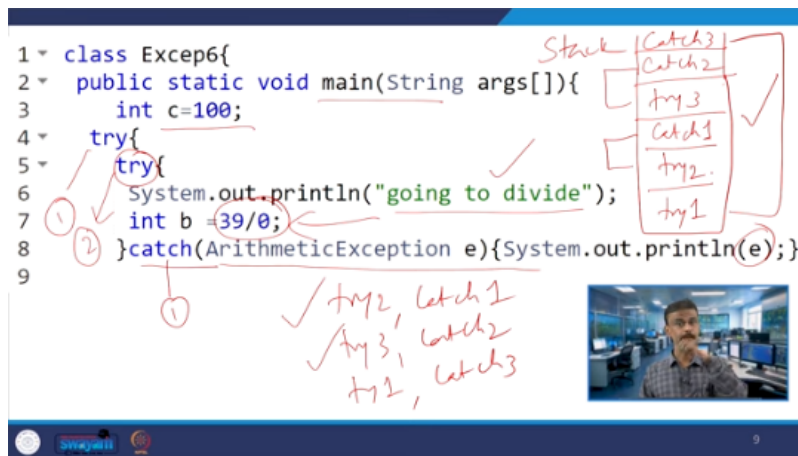 1 class Excep6{
2 public static void main(String args[]){
3 int c=100;
4 try{
5 try{
6 System.out.println("going to divide");
7 int b =39/0;
8 }catch(ArithmeticException e){System.out.println(e);}
9
Stack
Catch3
Catch2
try3
Catch1
try2
try1
1
2
1
try2, Catch1
try3, Catch2
try1, Catch3
swayam
9